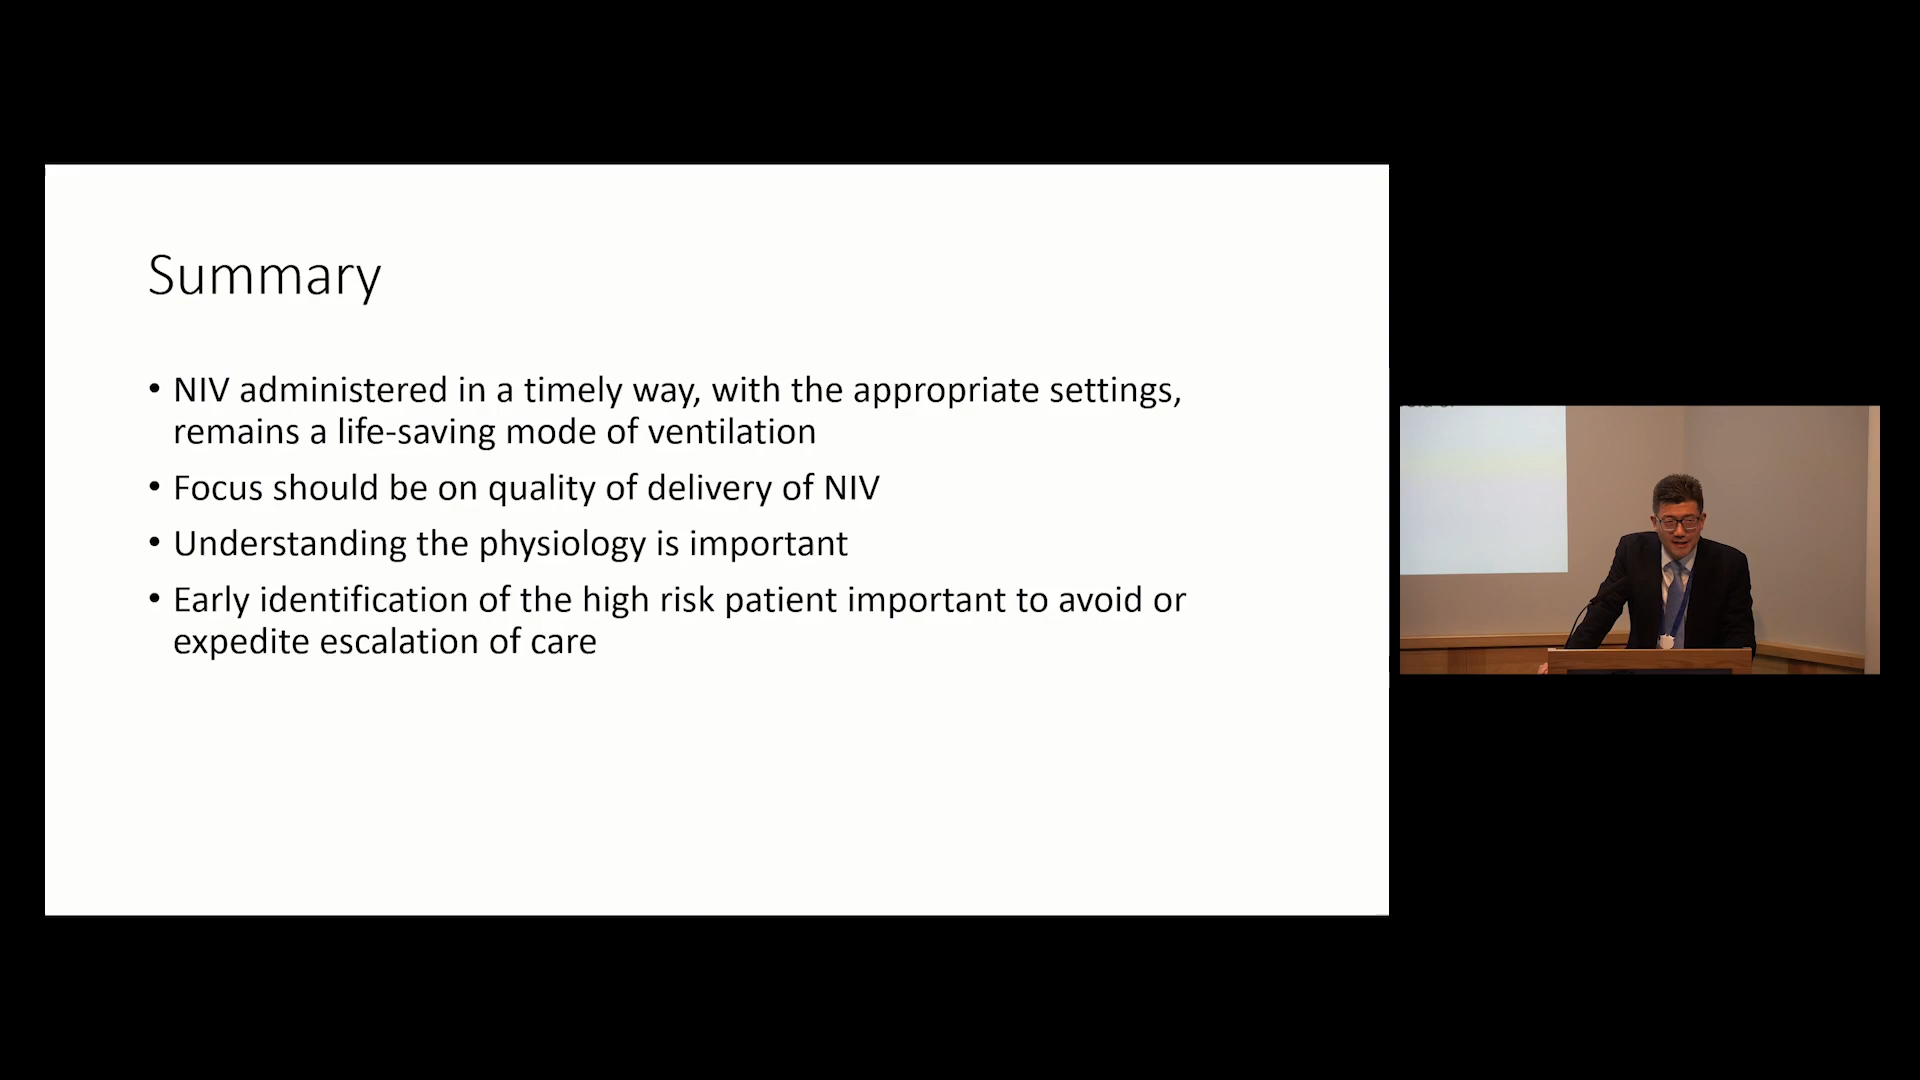 Summary
• NIV administered in a timely way, with the appropriate settings,
remains a life-saving mode of ventilation
• Focus should be on quality of delivery of NIV
• Understanding the physiology is important
• Early identification of the high risk patient important to avoid or
expedite escalation of care